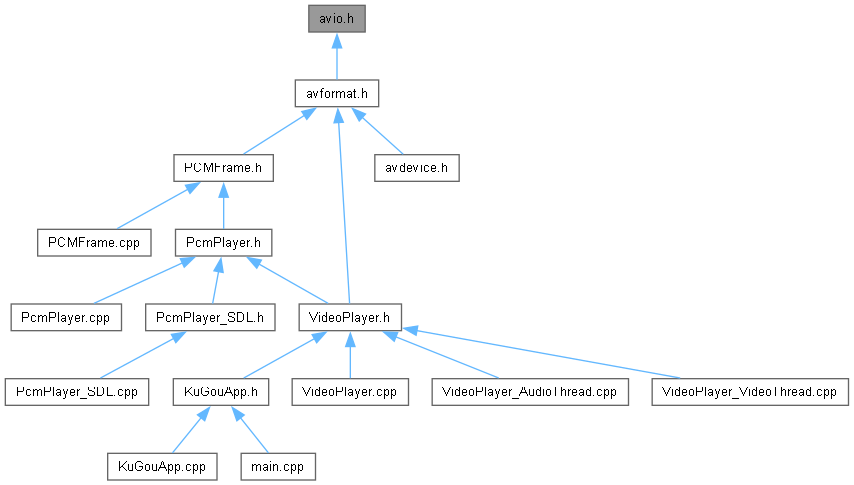 avio.h
avformat.h
PCMFrame.h
avdevice.h
PCMFrame.cpp
PcmPlayer.h
PcmPlayer.cpp
PcmPlayer_SDL.h
VideoPlayer.h
PcmPlayer_SDL.cpp
KuGouApp.h
VideoPlayer.cpp
VideoPlayer_AudioThread.cpp
VideoPlayer_VideoThread.cpp
KuGouApp.cpp
main.cpp